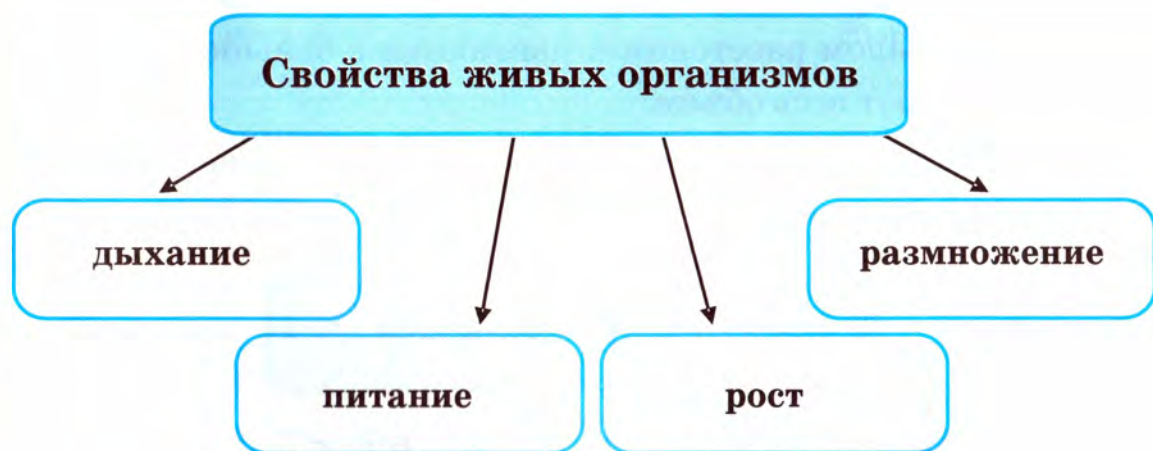 Свойства живых организмов
дыхание
размножение
питание
рост